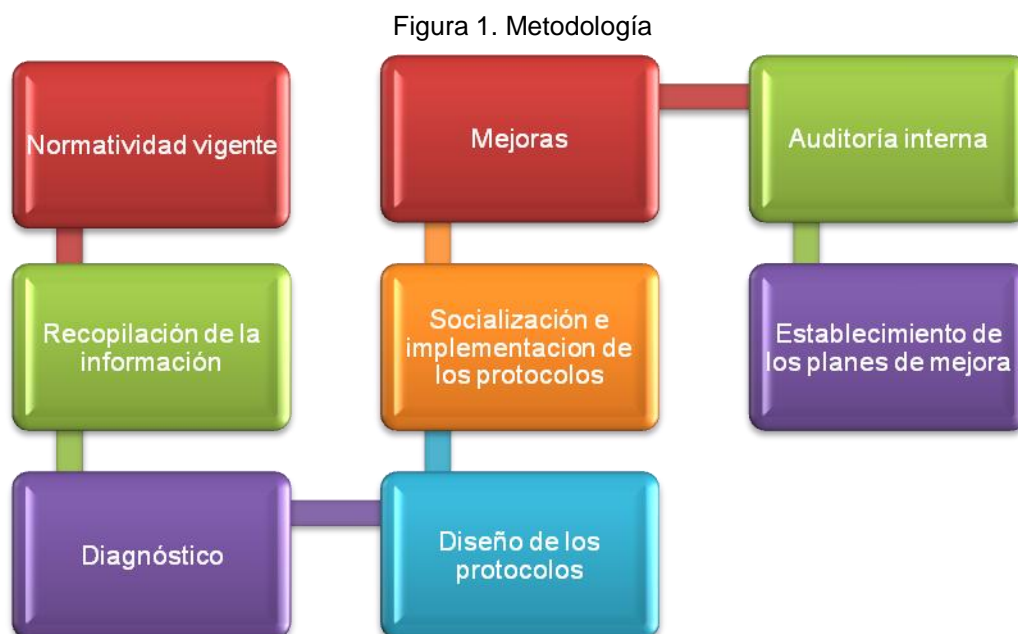 Figura 1. Metodología
Normatividad vigente
Recopilación de la
información
Diagnóstico
Diseño de los
protocolos
Socialización e
implementacion de
los protocolos
Mejoras
Auditoría interna
Establecimiento de
los planes de mejora